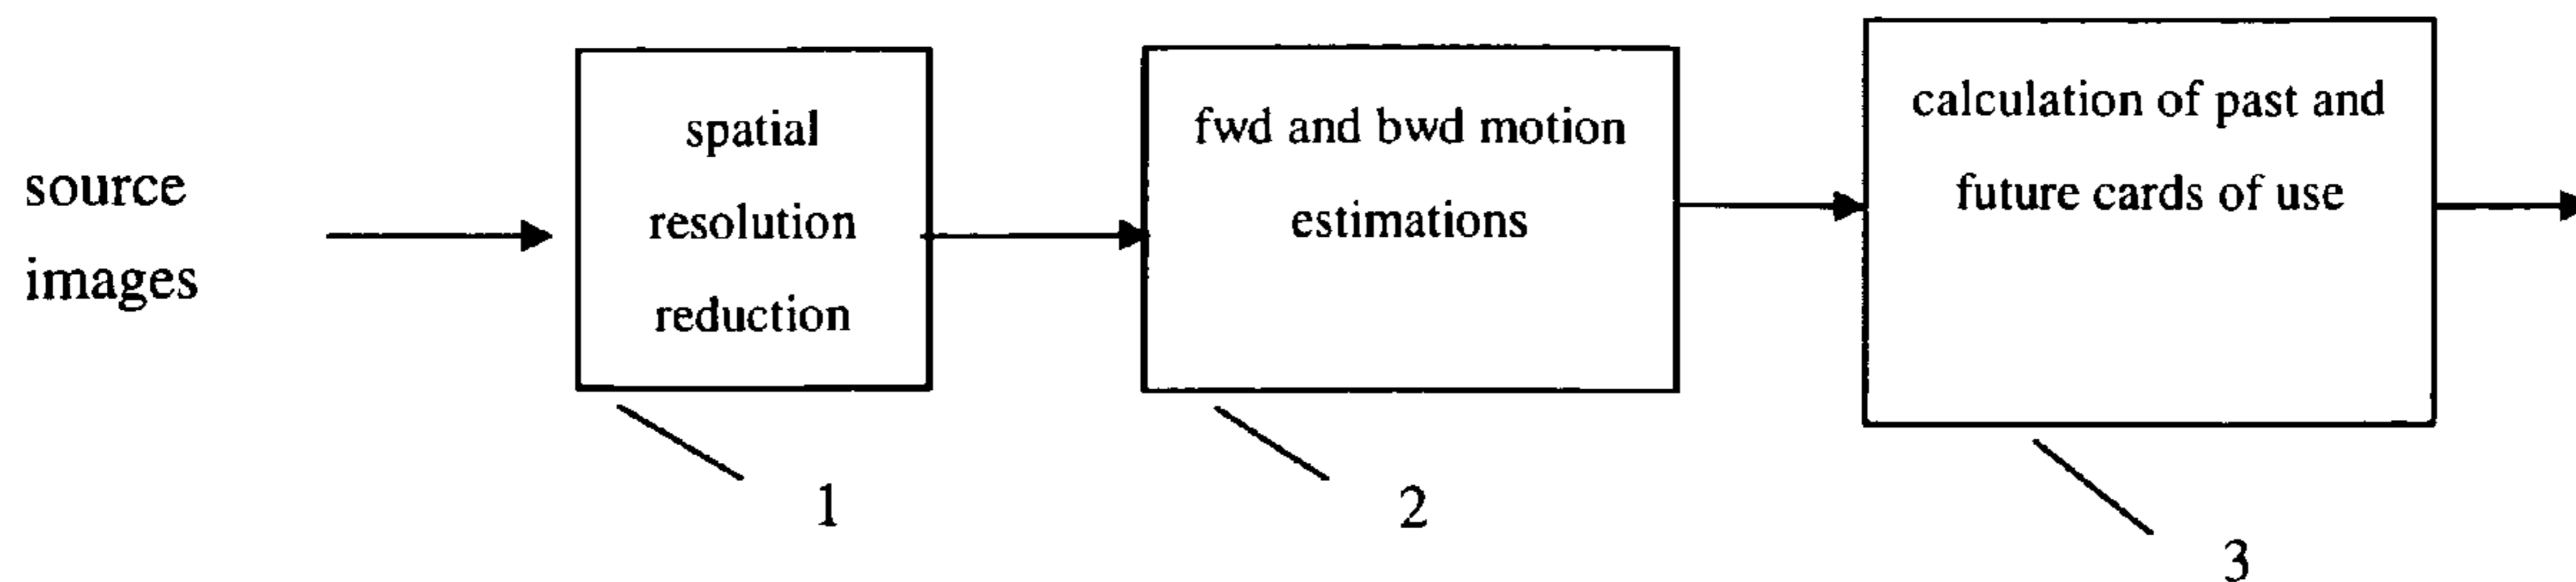 source
images
spatial
resolution
reduction
1
fwd and bwd motion
estimations
2
calculation of past and
future cards of use
3